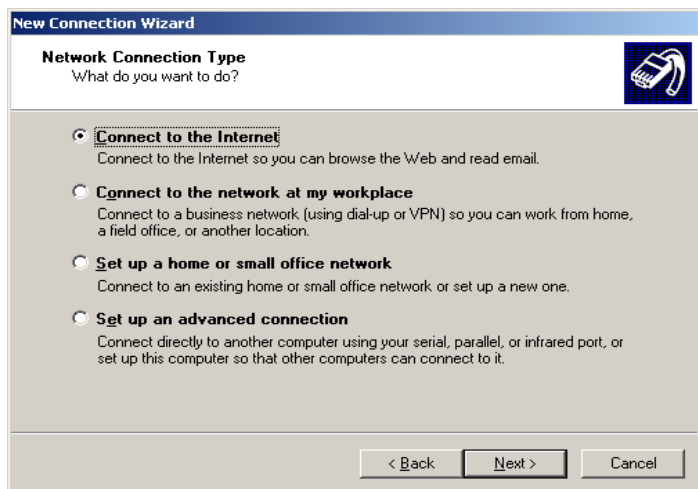 New Connection Wizard
Network Connection Type
What do you want to do?
Connect to the Internet
Connect to the Internet so you can browse the Web and read email.
Connect to the network at my workplace
Connect to a business network (using dial-up or VPN) so you can work from home,
a field office, or another location.
Set up a home or small office network
Connect to an existing home or small office network or set up a new one.
Set up an advanced connection
Connect directly to another computer using your serial, parallel, or infrared port, or
set up this computer so that other computers can connect to it.
< Back Next > Cancel